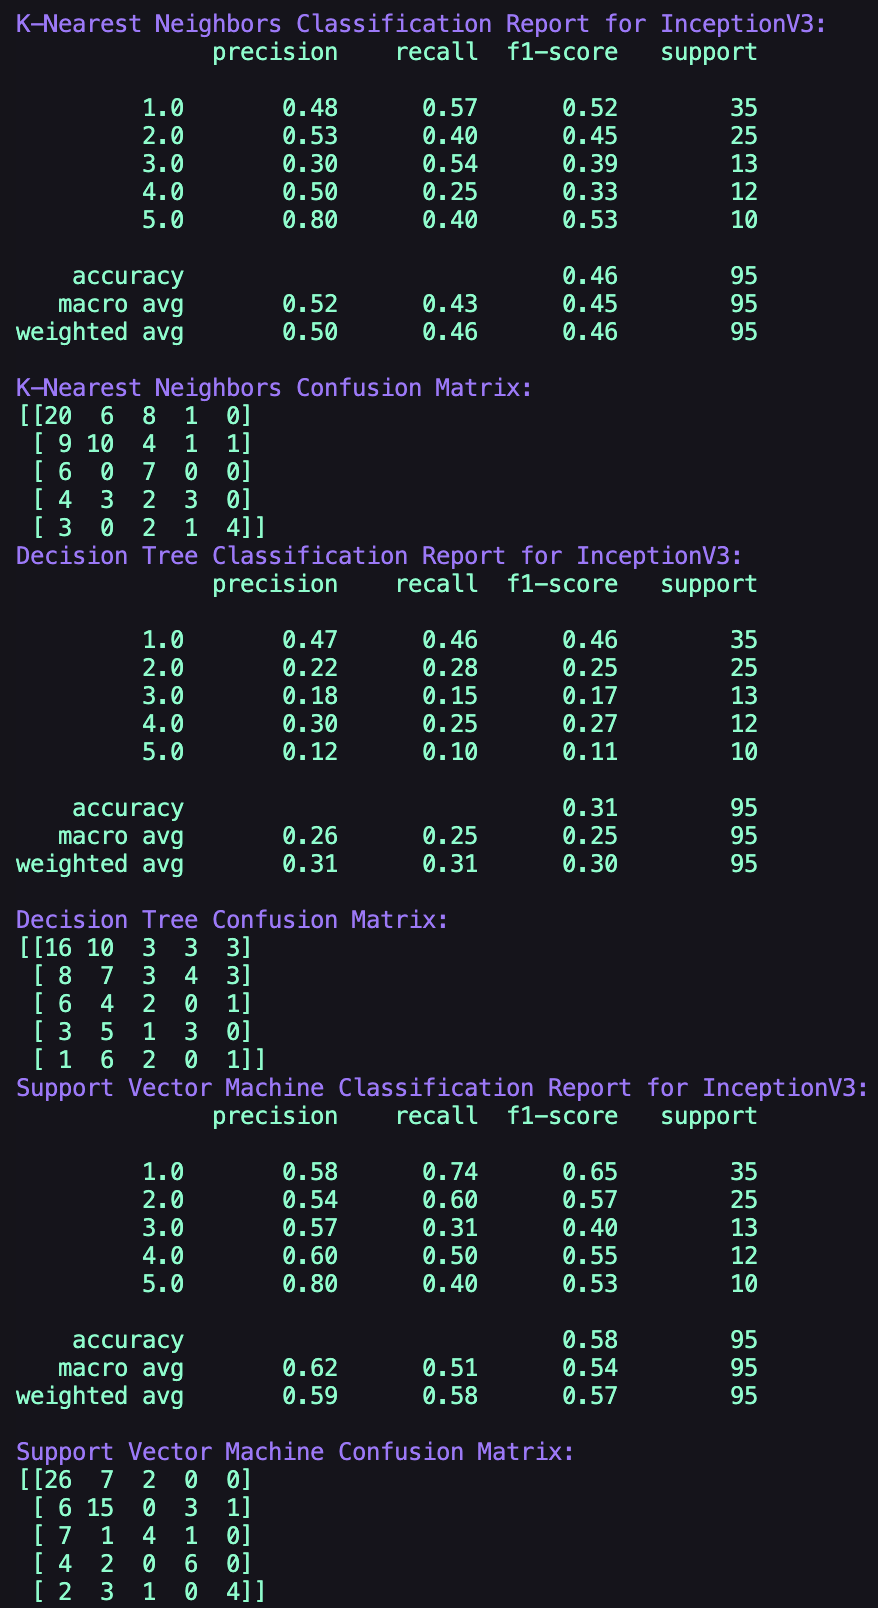 K-Nearest Neighbors Classification Report for InceptionV3:
              precision    recall  f1-score   support

         1.0       0.48      0.57      0.52        35
         2.0       0.53      0.40      0.45        25
         3.0       0.30      0.54      0.39        13
         4.0       0.50      0.25      0.33        12
         5.0       0.80      0.40      0.53        10

    accuracy                           0.46        95
   macro avg       0.52      0.43      0.45        95
weighted avg       0.50      0.46      0.46        95

K-Nearest Neighbors Confusion Matrix:
[[20  6  8  1  0]
 [ 9 10  4  1  1]
 [ 6  0  7  0  0]
 [ 4  3  2  3  0]
 [ 3  0  2  1  4]]
Decision Tree Classification Report for InceptionV3:
              precision    recall  f1-score   support

         1.0       0.47      0.46      0.46        35
         2.0       0.22      0.28      0.25        25
         3.0       0.18      0.15      0.17        13
         4.0       0.30      0.25      0.27        12
         5.0       0.12      0.10      0.11        10

    accuracy                           0.31        95
   macro avg       0.26      0.25      0.25        95
weighted avg       0.31      0.31      0.30        95

Decision Tree Confusion Matrix:
[[16 10  3  3  3]
 [ 8  7  3  4  3]
 [ 6  4  2  0  1]
 [ 3  5  1  3  0]
 [ 1  6  2  0  1]]
Support Vector Machine Classification Report for InceptionV3:
              precision    recall  f1-score   support

         1.0       0.58      0.74      0.65        35
         2.0       0.54      0.60      0.57        25
         3.0       0.57      0.31      0.40        13
         4.0       0.60      0.50      0.55        12
         5.0       0.80      0.40      0.53        10

    accuracy                           0.58        95
   macro avg       0.62      0.51      0.54        95
weighted avg       0.59      0.58      0.57        95

Support Vector Machine Confusion Matrix:
[[26  7  2  0  0]
 [ 6 15  0  3  1]
 [ 7  1  4  1  0]
 [ 4  2  0  6  0]
 [ 2  3  1  0  4]]